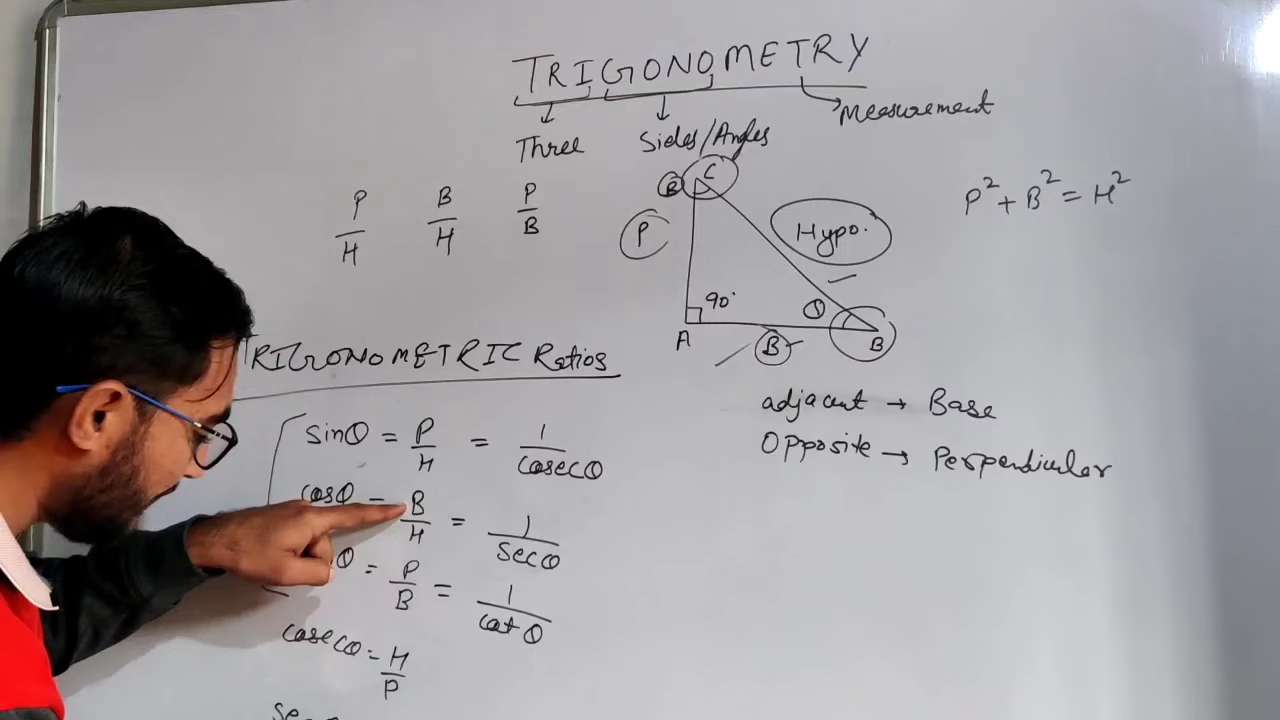 TRIGONOMETRY
Three Sides/Angles Measurement
P/H B/H P/B
P² + B² = H²
C
P Hypo.
90° θ
A B B
TRIGONOMETRIC Ratios
sinθ = P/H = 1/cosecθ
cosθ = B/H = 1/secθ
θ = P/B = 1/cotθ
cosecθ = H/P
se
adjacent → Base
Opposite → Perpendicular